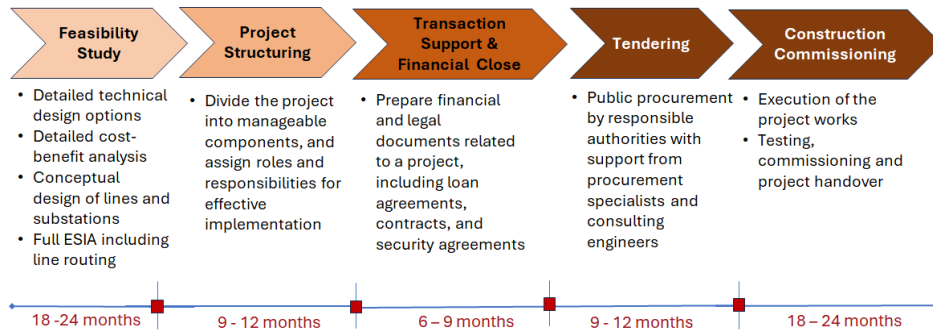 Feasibility
Study
Project
Structuring
Transaction
Support &
Financial Close
Tendering
Construction
Commissioning
• Detailed technical
design options
• Detailed cost-
benefit analysis
• Conceptual
design of lines and
substations
• Full ESIA including
line routing
• Divide the project
into manageable
components, and
assign roles and
responsibilities for
effective
implementation
• Prepare financial
and legal
documents related
to a project,
including loan
agreements,
contracts, and
security agreements
• Public procurement
by responsible
authorities with
support from
procurement
specialists and
consulting
engineers
• Execution of the
project works
• Testing,
commissioning and
project handover
18 -24 months
9 - 12 months
6 – 9 months
9 - 12 months
18 – 24 months